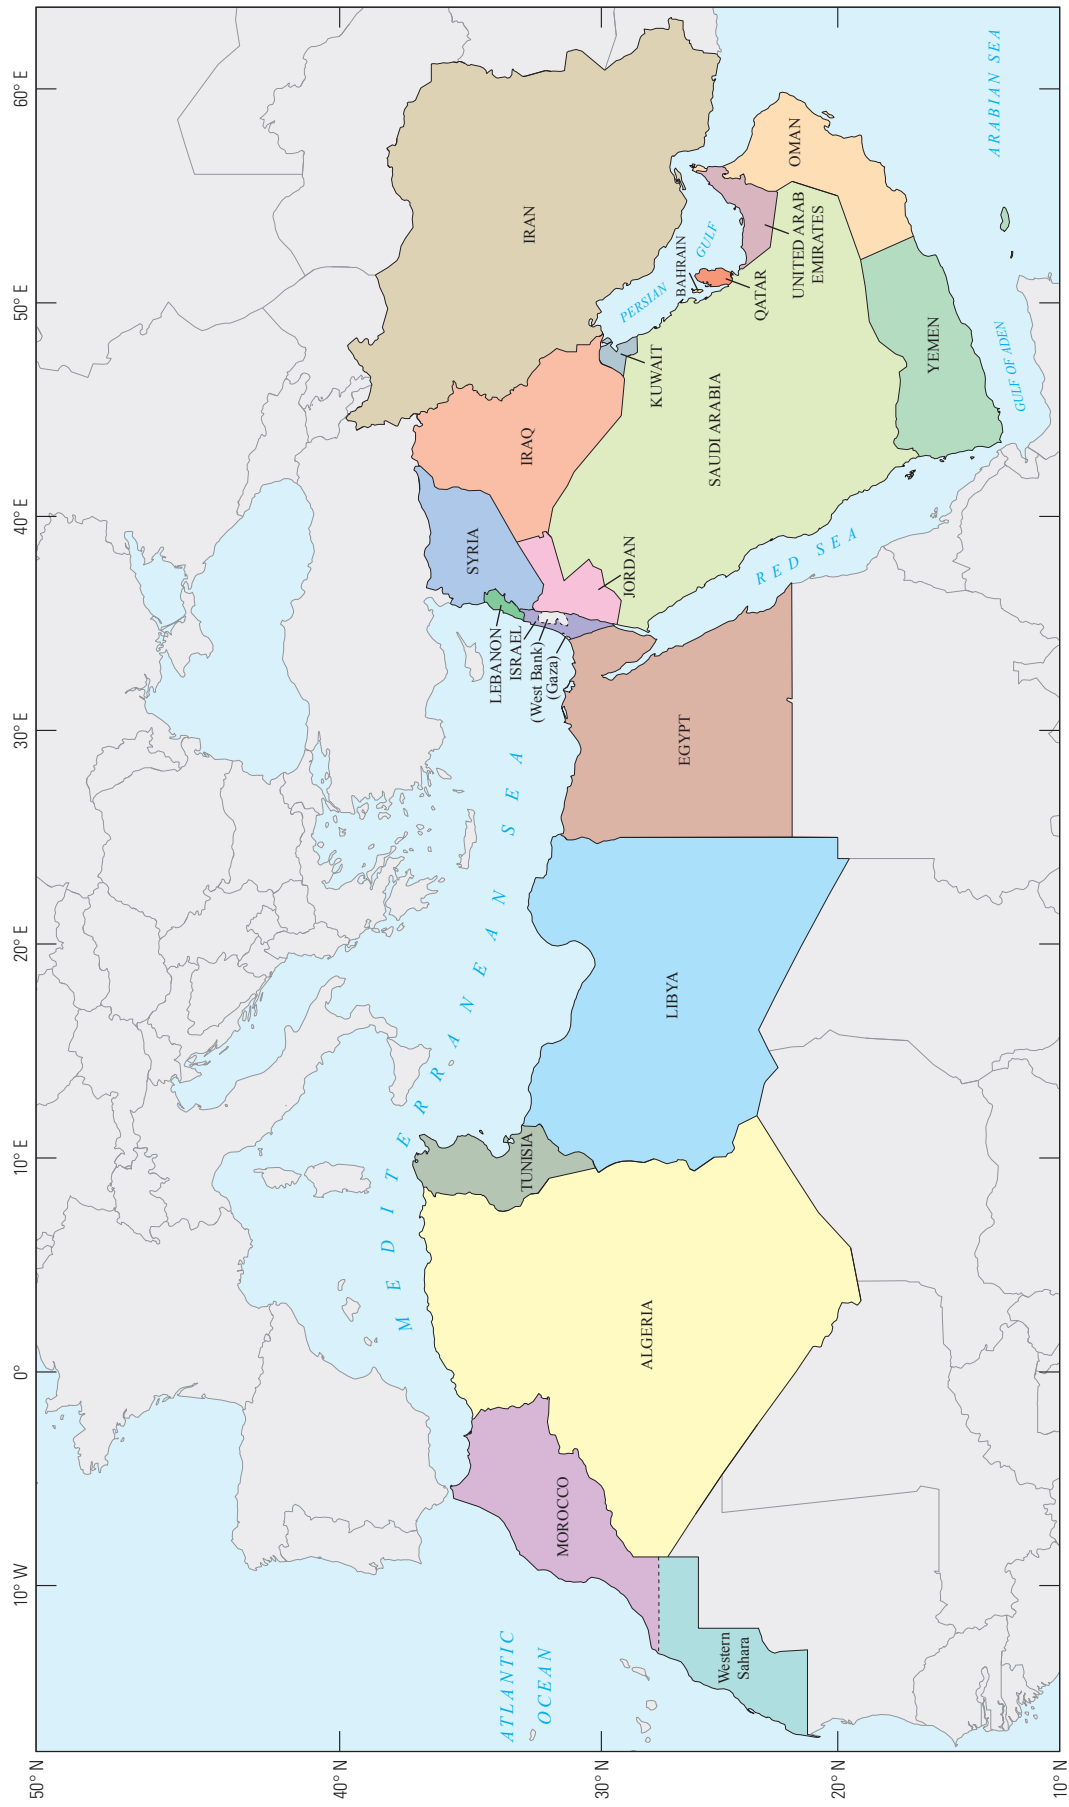 50° N
40° N
30° N
20° N
10° N
10° W
0°
10° E
20° E
30° E
40° E
50° E
60° E
ATLANTIC
OCEAN
MEDITERRANEAN SEA
RED SEA
PERSIAN GULF
GULF OF ADEN
ARABIAN SEA
Western
Sahara
MOROCCO
ALGERIA
TUNISIA
LIBYA
EGYPT
LEBANON
ISRAEL
(West Bank)
(Gaza)
SYRIA
JORDAN
IRAQ
KUWAIT
SAUDI ARABIA
IRAN
BAHRAIN
QATAR
UNITED ARAB
EMIRATES
OMAN
YEMEN